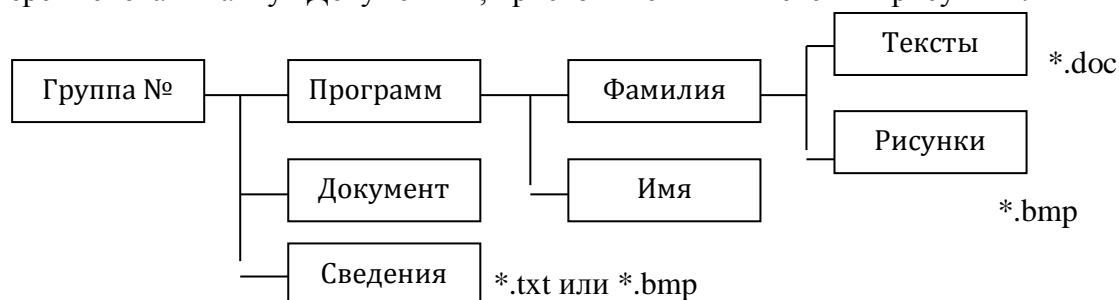 Тексты
*.doc
Группа №
Программ
Фамилия
Рисунки
Документ
Имя
*.bmp
Сведения
*.txt или *.bmp